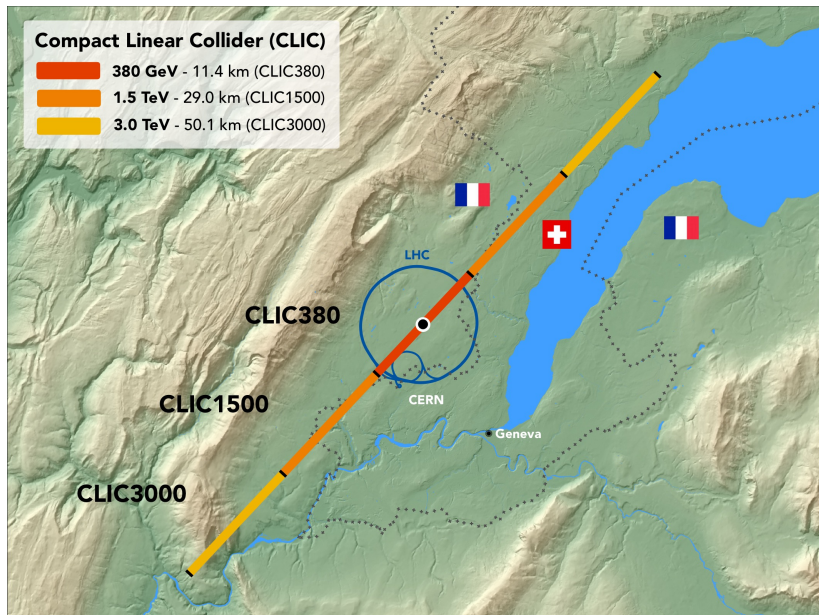 Compact Linear Collider (CLIC)
380 GeV - 11.4 km (CLIC380)
1.5 TeV - 29.0 km (CLIC1500)
3.0 TeV - 50.1 km (CLIC3000)
LHC
CLIC380
CLIC1500
CERN
Geneva
CLIC3000